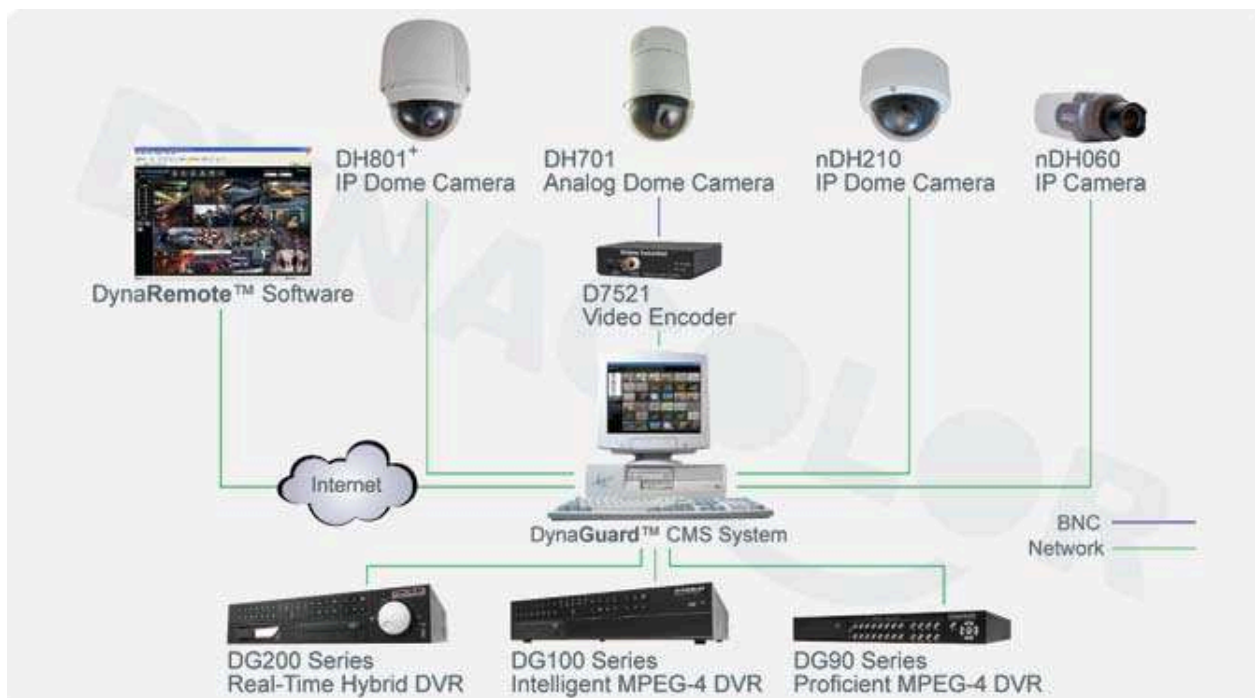 DYNACOLOR
DH801+
IP Dome Camera
DH701
Analog Dome Camera
nDH210
IP Dome Camera
nDH060
IP Camera
DynaRemote™ Software
D7521
Video Encoder
Internet
DynaGuard™ CMS System
BNC
Network
DG200 Series
Real-Time Hybrid DVR
DG100 Series
Intelligent MPEG-4 DVR
DG90 Series
Proficient MPEG-4 DVR